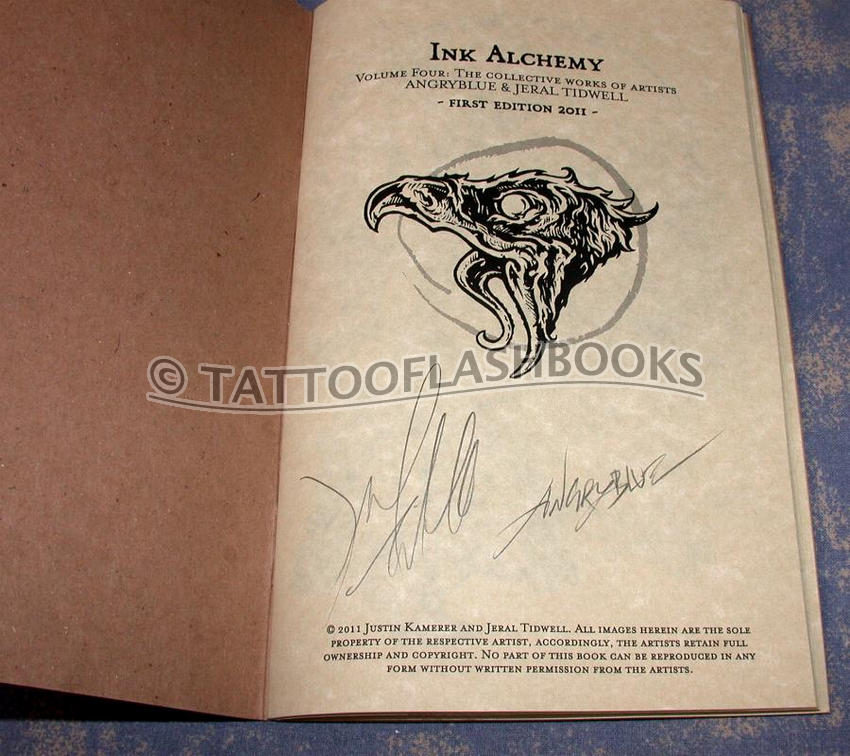 INK ALCHEMY
VOLUME FOUR: THE COLLECTIVE WORKS OF ARTISTS
ANGRYBLUE & JERAL TIDWELL
- FIRST EDITION 2011 -
© TATTOOFLASHBOOKS
ANGRYBLUE
© 2011 JUSTIN KAMERER AND JERAL TIDWELL. ALL IMAGES HEREIN ARE THE SOLE
PROPERTY OF THE RESPECTIVE ARTIST, ACCORDINGLY, THE ARTISTS RETAIN FULL
OWNERSHIP AND COPYRIGHT. NO PART OF THIS BOOK CAN BE REPRODUCED IN ANY
FORM WITHOUT WRITTEN PERMISSION FROM THE ARTISTS.